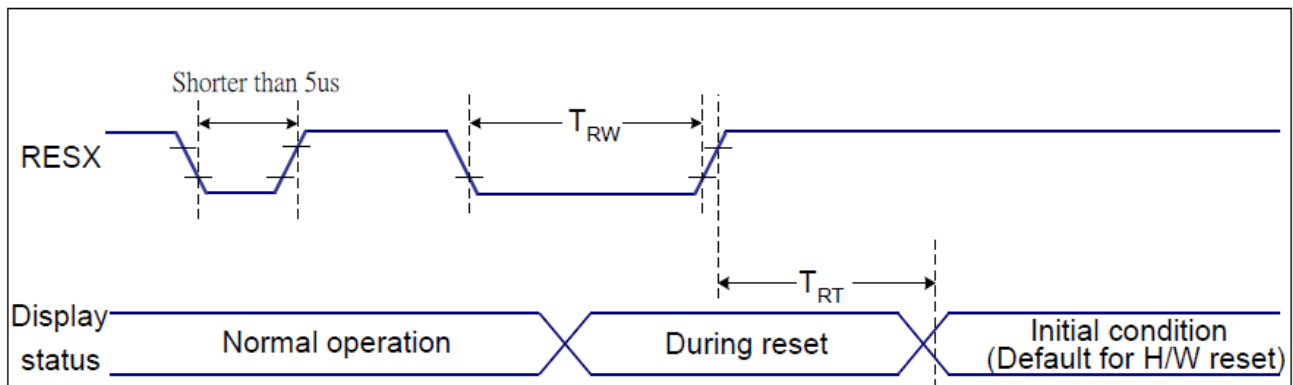 Shorter than 5us
RESX
TRW
TRT
Display
status
Normal operation
During reset
Initial condition
(Default for H/W reset)